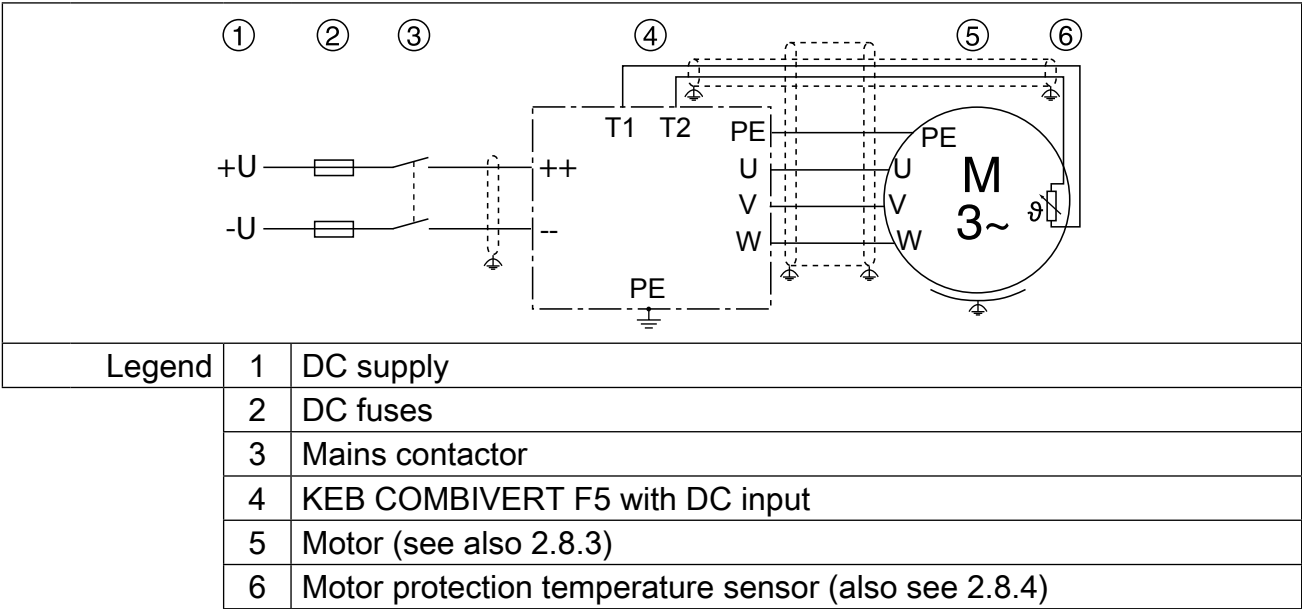 ① ② ③ ④ ⑤ ⑥
T1 T2 PE PE
+U ++ U U M
ϑ
-U -- V V 3~
W W
PE
Legend 1 DC supply
2 DC fuses
3 Mains contactor
4 KEB COMBIVERT F5 with DC input
5 Motor (see also 2.8.3)
6 Motor protection temperature sensor (also see 2.8.4)